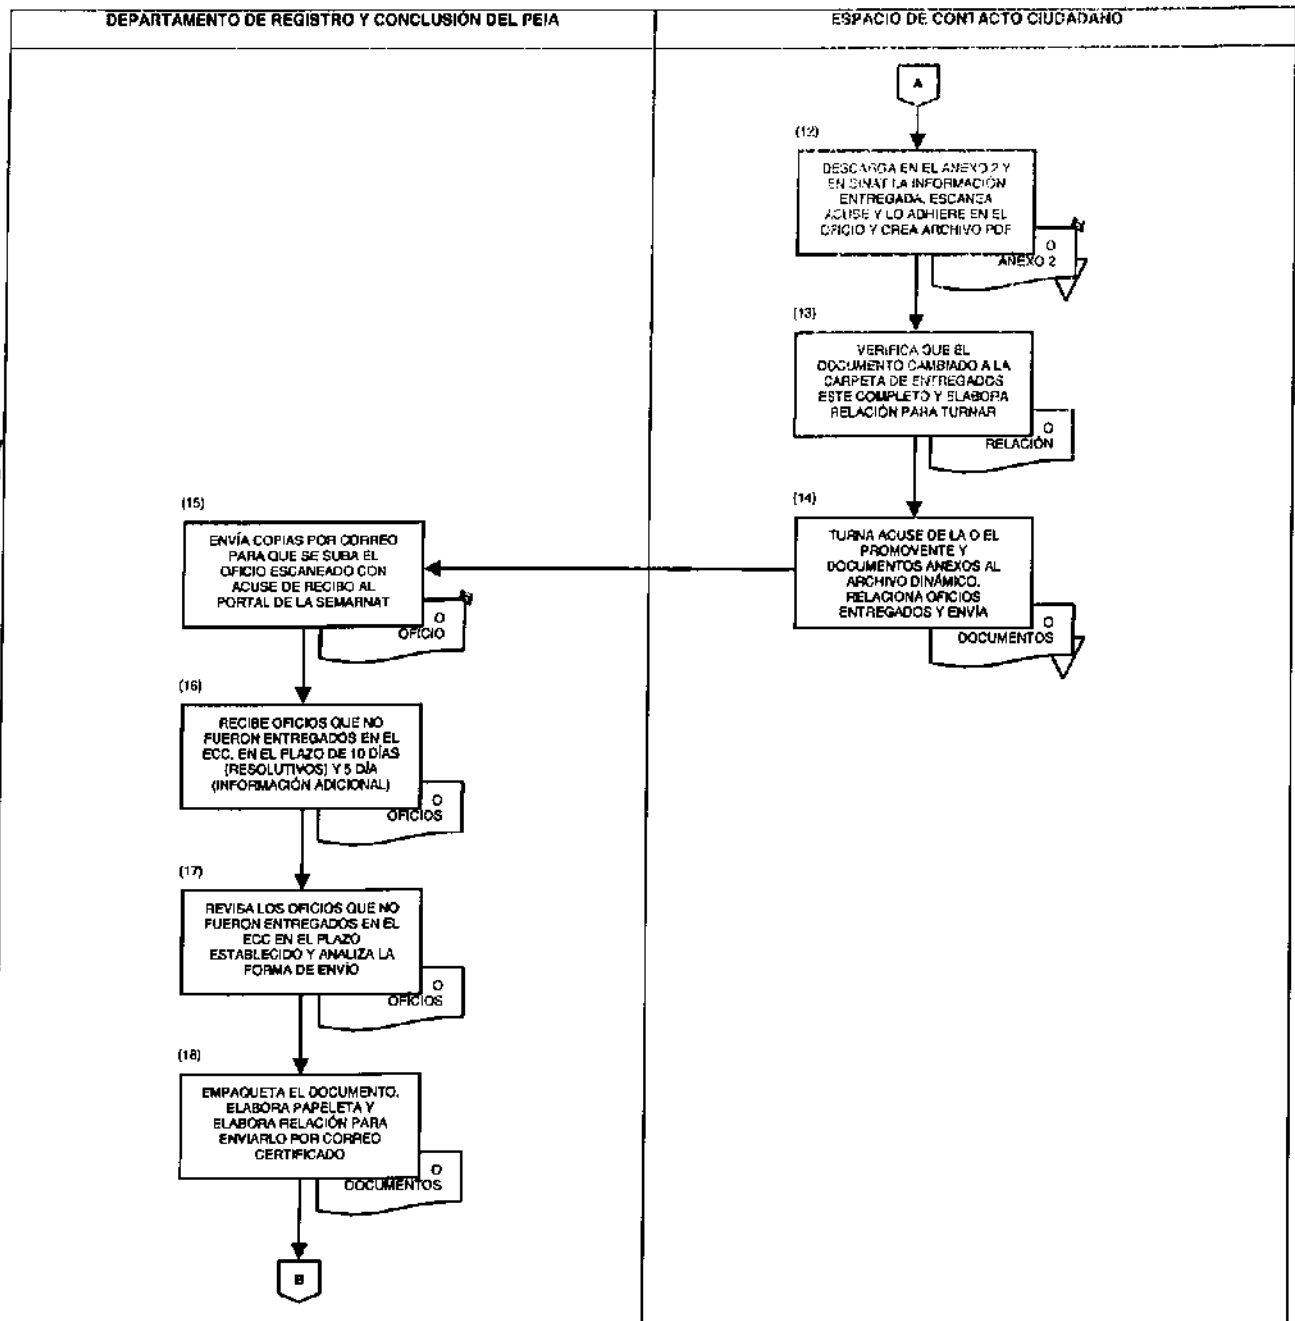 DEPARTAMENTO DE REGISTRO Y CONCLUSIÓN DEL PEIA
ESPACIO DE CONTACTO CIUDADANO
A
(12)
DESCARGA EN EL ANEXO 2 Y
EN SINAT LA INFORMACIÓN
ENTREGADA, ESCANEA
ACUSE Y LO ADHIERE EN EL
OFICIO Y CREA ARCHIVO PDF
O
ANEXO 2
(13)
VERIFICA QUE EL
DOCUMENTO CAMBIADO A LA
CARPETA DE ENTREGADOS
ESTE COMPLETO Y ELABORA
RELACIÓN PARA TURNAR
O
RELACIÓN
(14)
TURNA ACUSE DE LA O EL
PROMOVENTE Y
DOCUMENTOS ANEXOS AL
ARCHIVO DINÁMICO,
RELACIONA OFICIOS
ENTREGADOS Y ENVÍA
O
DOCUMENTOS
(15)
ENVÍA COPIAS POR CORREO
PARA QUE SE SUBA EL
OFICIO ESCANEADO CON
ACUSE DE RECIBO AL
PORTAL DE LA SEMARNAT
O
OFICIO
(16)
RECIBE OFICIOS QUE NO
FUERON ENTREGADOS EN EL
ECC, EN EL PLAZO DE 10 DÍAS
(RESOLUTIVOS) Y 5 DÍA
(INFORMACIÓN ADICIONAL)
O
OFICIOS
(17)
REVISA LOS OFICIOS QUE NO
FUERON ENTREGADOS EN EL
ECC EN EL PLAZO
ESTABLECIDO Y ANALIZA LA
FORMA DE ENVÍO
O
OFICIOS
(18)
EMPAQUETA EL DOCUMENTO,
ELABORA PAPELETA Y
ELABORA RELACIÓN PARA
ENVIARLO POR CORREO
CERTIFICADO
O
DOCUMENTOS
B